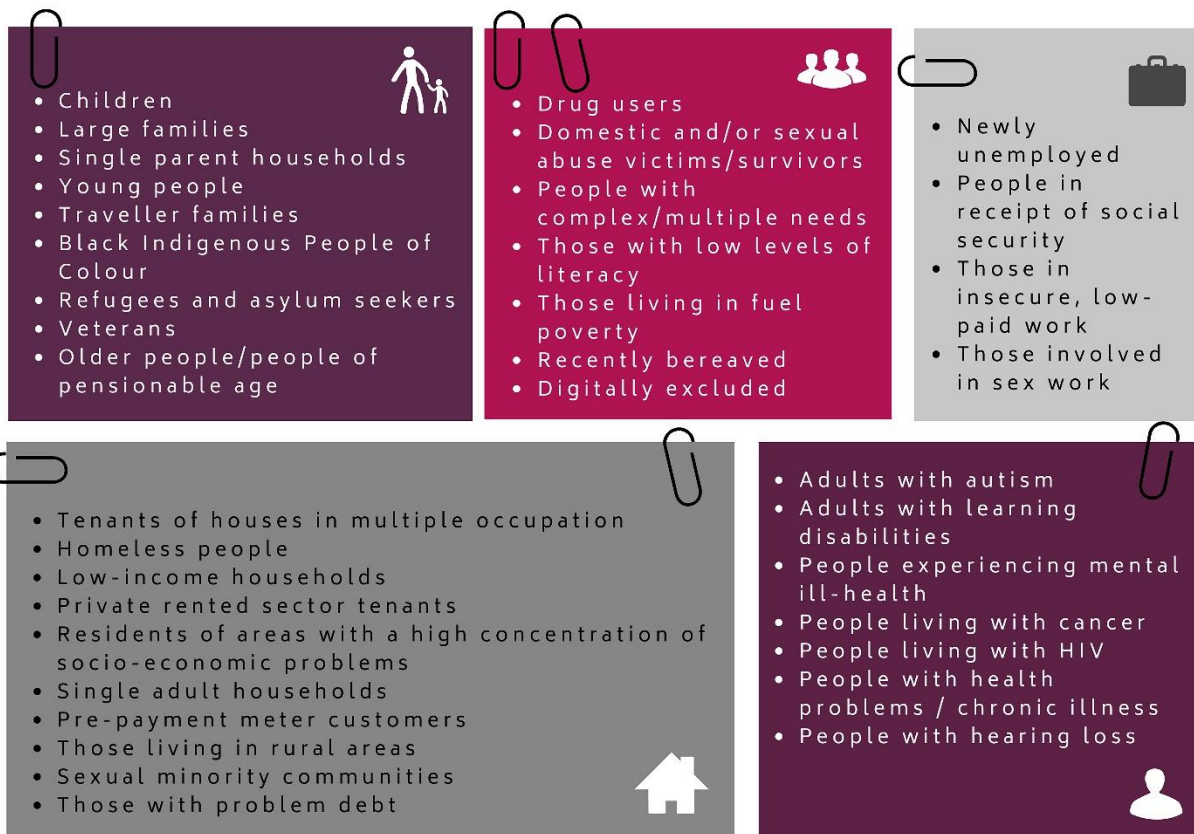 • Children
• Large families
• Single parent households
• Young people
• Traveller families
• Black Indigenous People of
Colour
• Refugees and asylum seekers
• Veterans
• Older people/people of
pensionable age
• Drug users
• Domestic and/or sexual
abuse victims/survivors
• People with
complex/multiple needs
• Those with low levels of
literacy
• Those living in fuel
poverty
• Recently bereaved
• Digitally excluded
• Newly
unemployed
• People in
receipt of social
security
• Those in
insecure, low-
paid work
• Those involved
in sex work
• Tenants of houses in multiple occupation
• Homeless people
• Low-income households
• Private rented sector tenants
• Residents of areas with a high concentration of
socio-economic problems
• Single adult households
• Pre-payment meter customers
• Those living in rural areas
• Sexual minority communities
• Those with problem debt
• Adults with autism
• Adults with learning
disabilities
• People experiencing mental
ill-health
• People living with cancer
• People living with HIV
• People with health
problems / chronic illness
• People with hearing loss